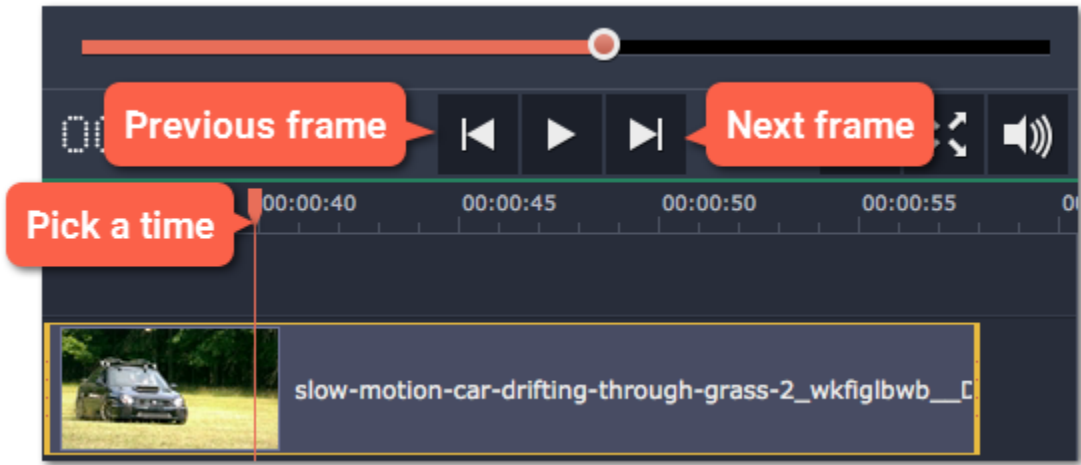 Previous frame
Next frame
Pick a time
00:00:40 00:00:45 00:00:50 00:00:55
slow-motion-car-drifting-through-grass-2_wkfiglbwb__D